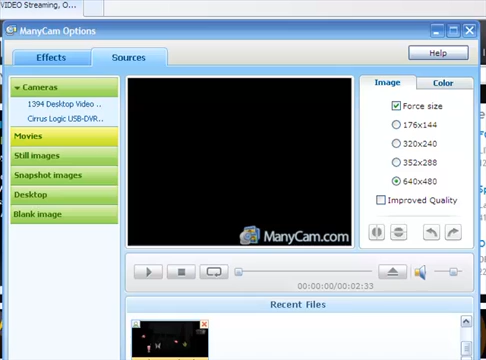 VIDEO Streaming, O...
ManyCam Options
Help
Effects
Sources
Cameras
1394 Desktop Video ..
Cirrus Logic USB-DVR..
Movies
Still images
Snapshot images
Desktop
Blank image
ManyCam.com
Image
Color
Force size
176x144
320x240
352x288
640x480
Improved Quality
00:00:00/00:02:33
Recent Files